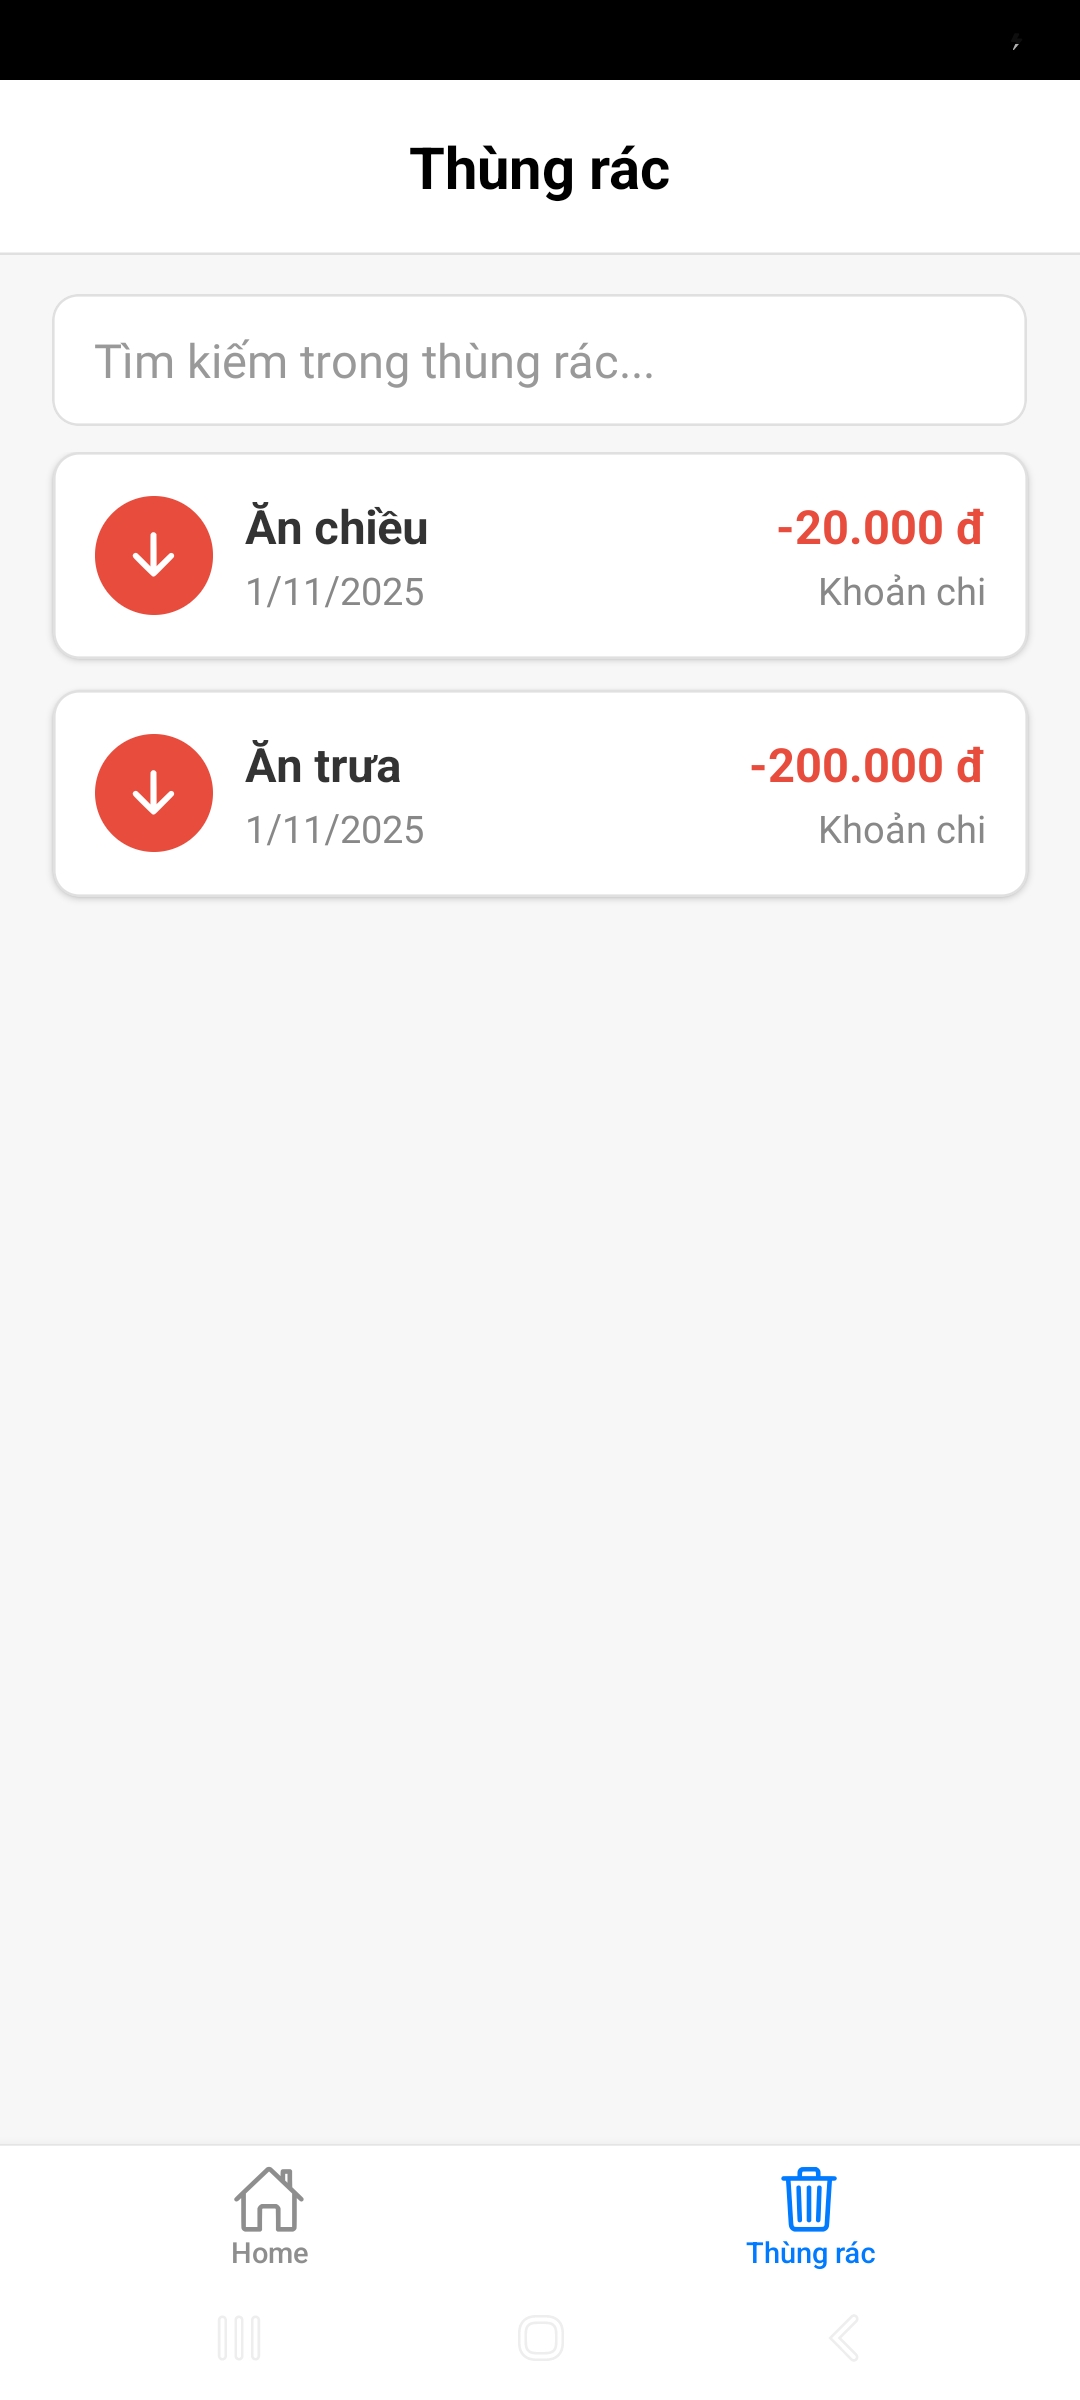 Thùng rác
Tìm kiếm trong thùng rác...
Ăn chiều
-20.000 đ
1/11/2025
Khoản chi
Ăn trưa
-200.000 đ
1/11/2025
Khoản chi
Home
Thùng rác